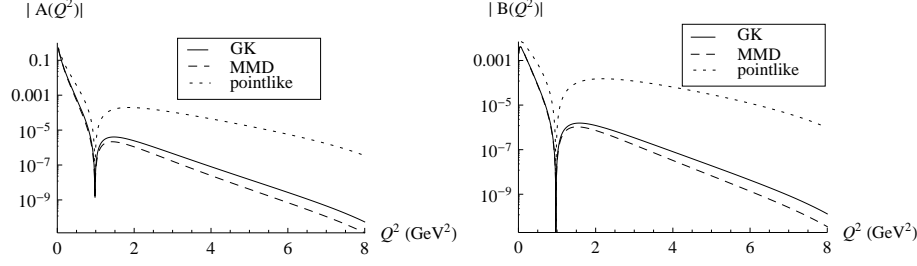 | A(Q²)|
GK
MMD
pointlike
0.1
0.001
10⁻⁵
10⁻⁷
10⁻⁹
0 2 4 6 8
Q² (GeV²)
| B(Q²)|
GK
MMD
pointlike
0.001
10⁻⁵
10⁻⁷
10⁻⁹
0 2 4 6 8
Q² (GeV²)